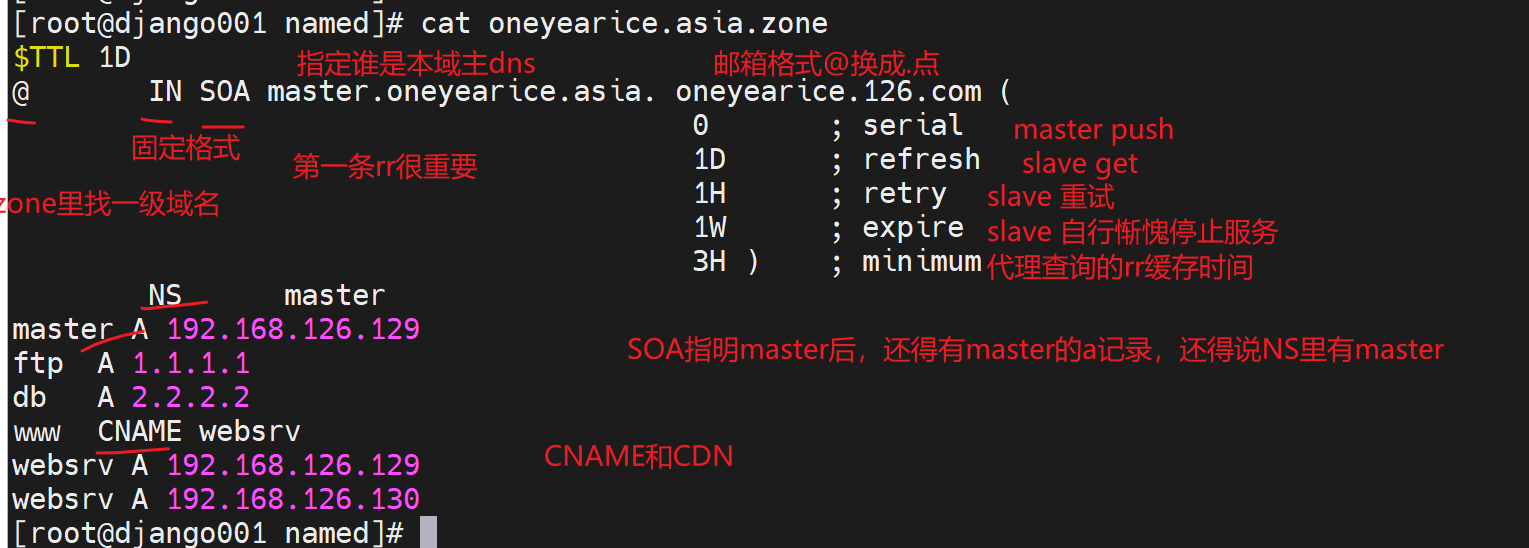 [root@django001 named]# cat oneyearice.asia.zone
$TTL 1D
指定谁是本域主dns 邮箱格式@换成.点
@ IN SOA master.oneyearice.asia. oneyearice.126.com (
0 ; serial master push
固定格式
1D ; refresh slave get
第一条rr很重要
1H ; retry slave 重试
zone里找一级域名
1W ; expire slave 自行惭愧停止服务
3H ) ; minimum 代理查询的rr缓存时间
NS master
master A 192.168.126.129
SOA指明master后，还得有master的a记录，还得说NS里有master
ftp A 1.1.1.1
db A 2.2.2.2
www CNAME websrv
CNAME和CDN
websrv A 192.168.126.129
websrv A 192.168.126.130
[root@django001 named]#